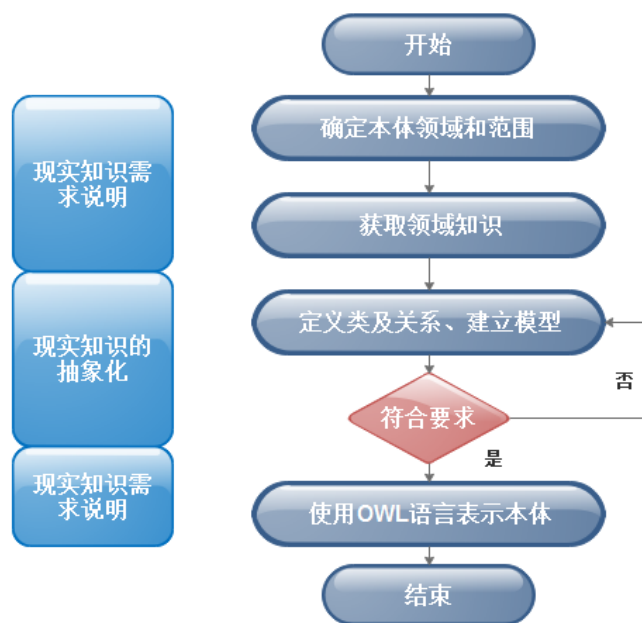 开始
确定本体领域和范围
现实知识需
求说明
获取领域知识
定义类及关系、建立模型
现实知识的
抽象化
否
符合要求
是
现实知识需
求说明
使用OWL语言表示本体
结束